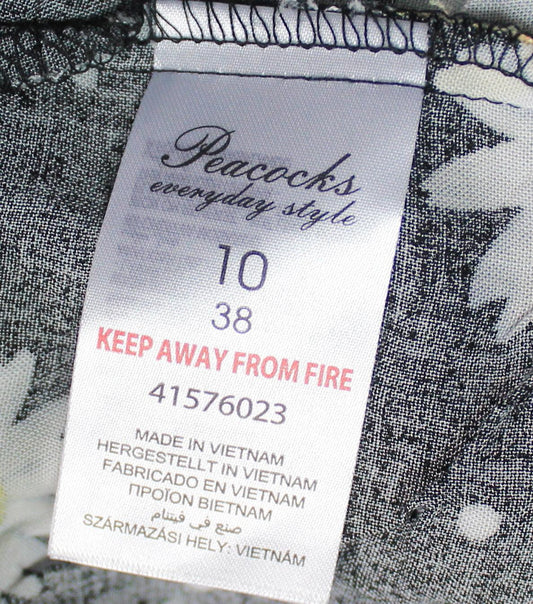 Peacocks
everyday style
10
38
KEEP AWAY FROM FIRE
41576023
MADE IN VIETNAM
HERGESTELLT IN VIETNAM
FABRICADO EN VIETNAM
ΠΡΟΪΟΝ ΒΙΕΤΝΑΜ
صنع في فيتنام
SZÁRMAZÁSI HELY: VIETNÁM